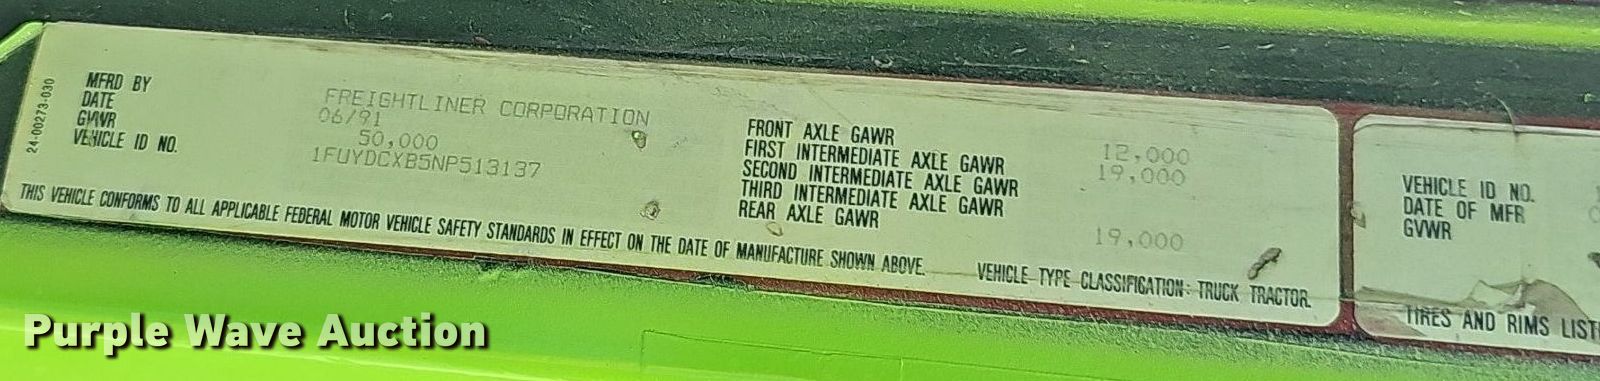 24-00273-030
MFRD BY FREIGHTLINER CORPORATION
DATE 06/91
GVWR 50,000
VEHICLE ID NO. 1FUYDCXB5NP513137
FRONT AXLE GAWR 12,000
FIRST INTERMEDIATE AXLE GAWR 19,000
SECOND INTERMEDIATE AXLE GAWR
THIRD INTERMEDIATE AXLE GAWR
REAR AXLE GAWR 19,000
THIS VEHICLE CONFORMS TO ALL APPLICABLE FEDERAL MOTOR VEHICLE SAFETY STANDARDS IN EFFECT ON THE DATE OF MANUFACTURE SHOWN ABOVE.
VEHICLE TYPE CLASSIFICATION: TRUCK TRACTOR
VEHICLE ID NO.
DATE OF MFR
GVWR
TIRES AND RIMS LIST
Purple Wave Auction